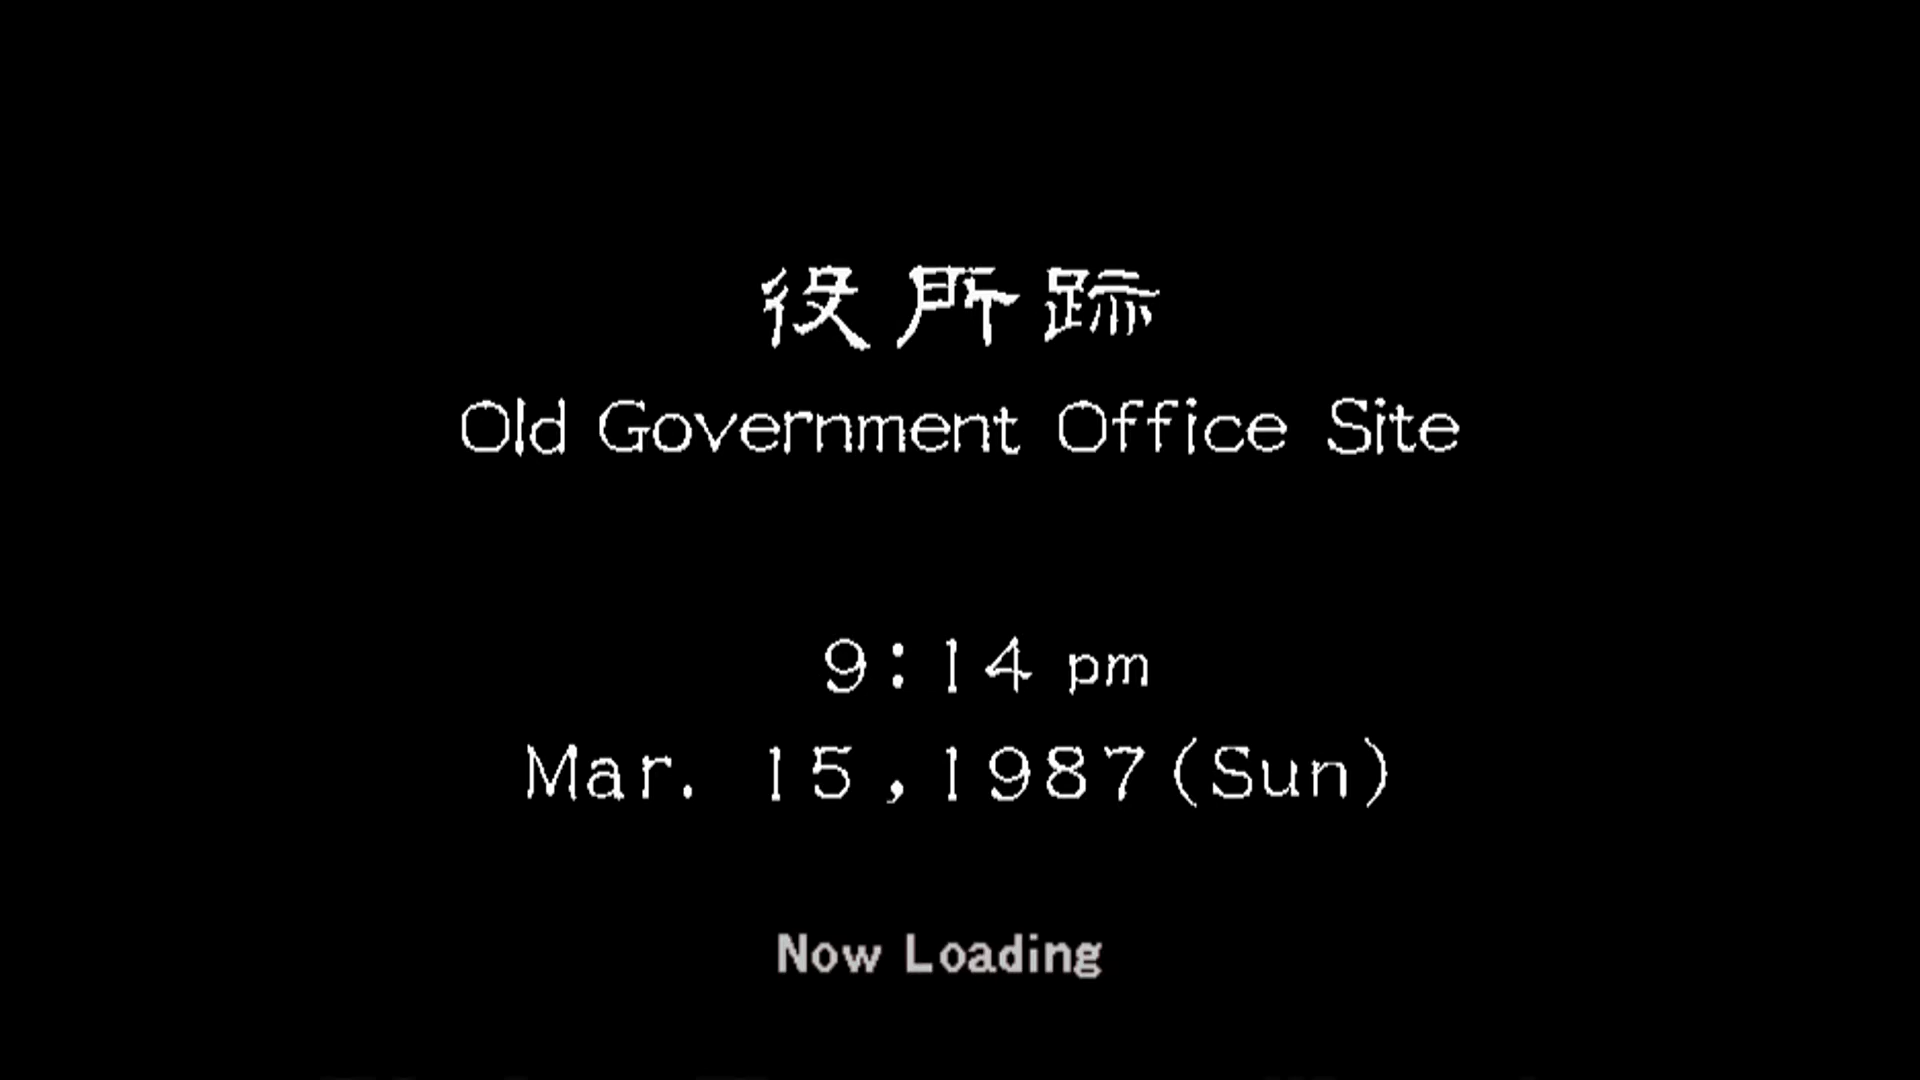 役所跡
Old Government Office Site
9:14 pm
Mar. 15,1987(Sun)
Now Loading